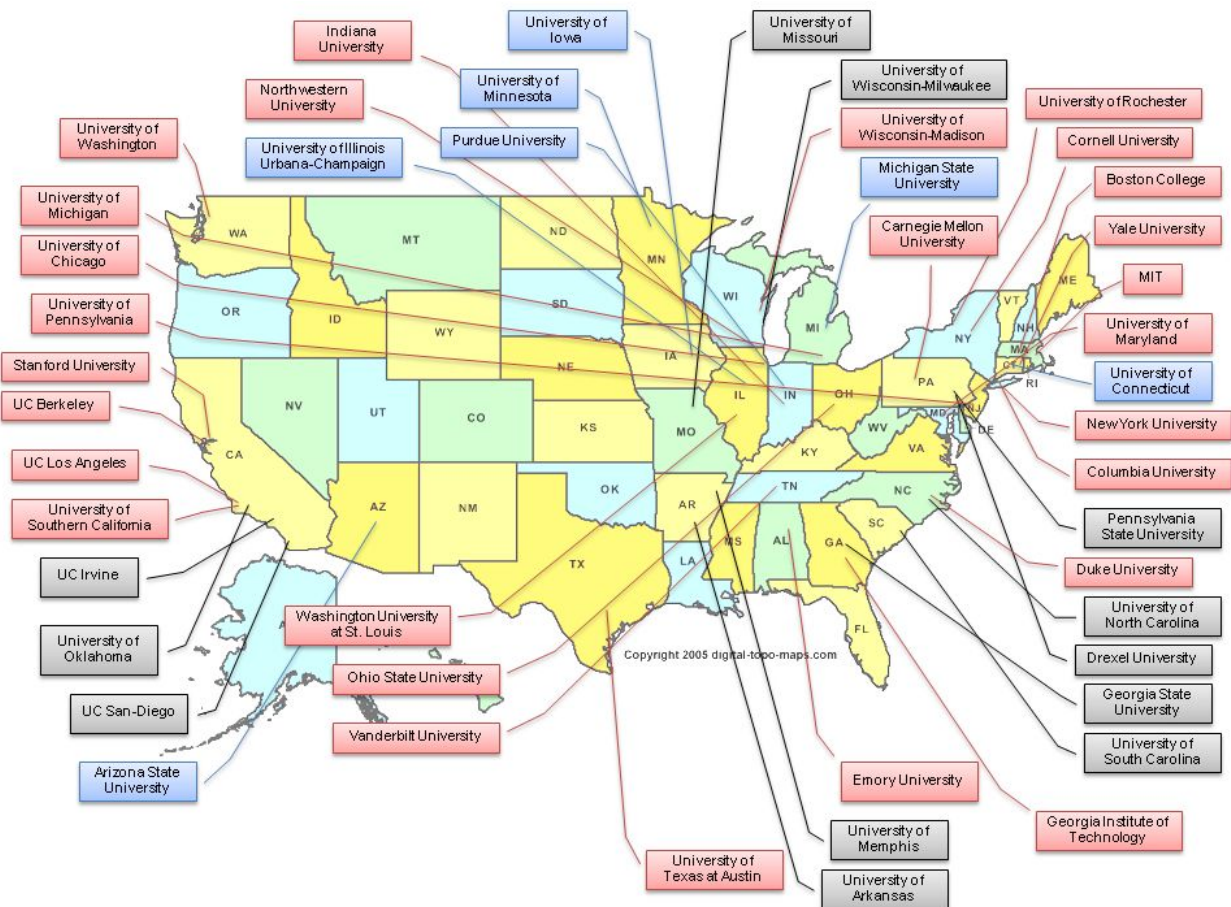 Indiana
University
University of
Iowa
University of
Missouri
Northwestern
University
University of
Minnesota
University of
Wisconsin-Milwaukee
University of Rochester
University of
Washington
University of Illinois
Urbana-Champaign
Purdue University
University of
Wisconsin-Madison
Cornell University
Michigan State
University
Boston College
University of
Michigan
Carnegie Mellon
University
Yale University
University of
Chicago
MIT
University of
Pennsylvania
University of
Maryland
Stanford University
University of
Connecticut
UC Berkeley
New York University
UC Los Angeles
Columbia University
University of
Southern California
Pennsylvania
State University
UC Irvine
Duke University
Washington University
at St. Louis
University of
North Carolina
University of
Oklahoma
Ohio State University
Drexel University
UC San-Diego
Georgia State
University
Vanderbilt University
University of
South Carolina
Arizona State
University
Emory University
Georgia Institute of
Technology
University of
Memphis
University of
Texas at Austin
University of
Arkansas
WA
MT
ND
MN
OR
ID
SD
WI
MI
WY
IA
NE
NV
UT
CO
KS
MO
IL
IN
OH
PA
NY
VT
NH
ME
MA
CT
RI
NJ
DE
MD
WV
VA
KY
CA
AZ
NM
OK
AR
TN
NC
SC
TX
LA
MS
AL
GA
FL
A
Copyright 2005 digital-topo-maps.com